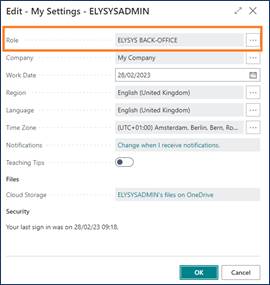 Edit - My Settings - ELYSYSADMIN
Role ELYSYS BACK-OFFICE ...
Company My Company ...
Work Date 28/02/2023
Region English (United Kingdom) ...
Language English (United Kingdom) ...
Time Zone (UTC+01:00) Amsterdam, Berlin, Bern, Ro... ...
Notifications Change when I receive notifications.
Teaching Tips
Files
Cloud Storage ELYSYSADMIN's files on OneDrive
Security
Your last sign in was on 28/02/23 09:18.
OK Cancel